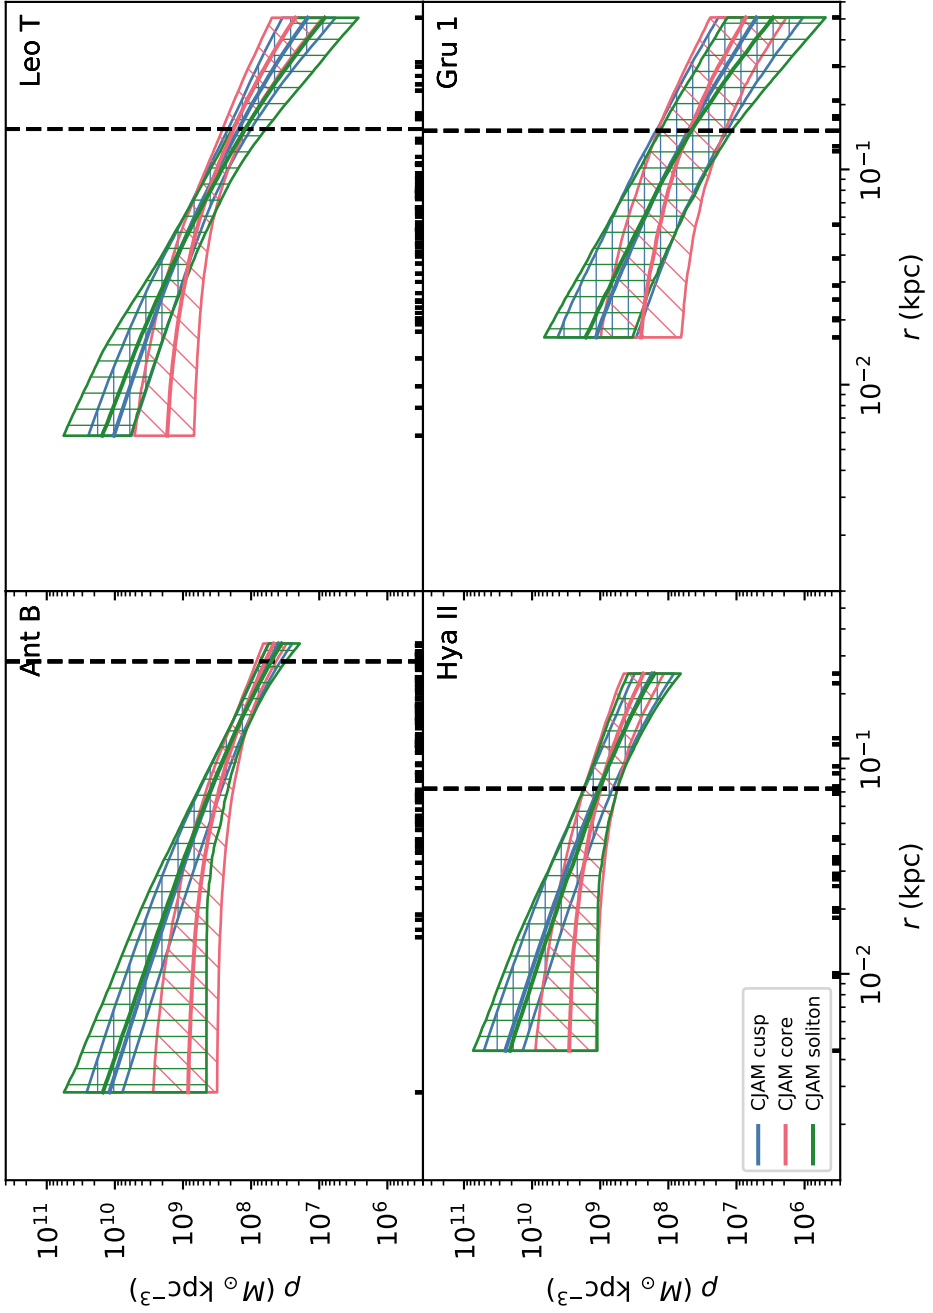 Ant B
Leo T
ρ (M⊙ kpc⁻³)
10¹¹
10¹⁰
10⁹
10⁸
10⁷
10⁶
Hya II
Gru 1
ρ (M⊙ kpc⁻³)
10¹¹
10¹⁰
10⁹
10⁸
10⁷
10⁶
CJAM cusp
CJAM core
CJAM soliton
10⁻² 10⁻¹ 10⁻² 10⁻¹
r (kpc) r (kpc)